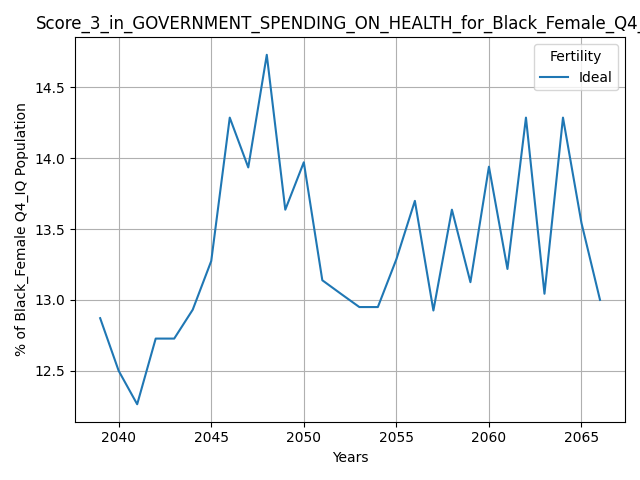 Score_3_in_GOVERNMENT_SPENDING_ON_HEALTH_for_Black_Female_Q4_
Fertility
Ideal
% of Black_Female Q4_IQ Population
14.5
14.0
13.5
13.0
12.5
2040 2045 2050 2055 2060 2065
Years